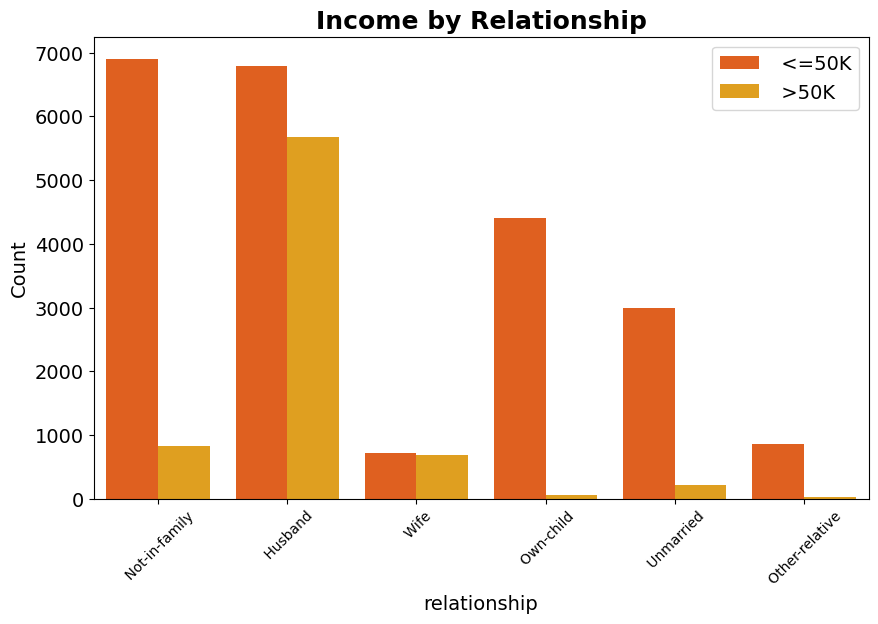 Income by Relationship
<=50K
>50K
7000
6000
5000
4000
3000
2000
1000
0
Count
Not-in-family
Husband
Wife
Own-child
Unmarried
Other-relative
relationship